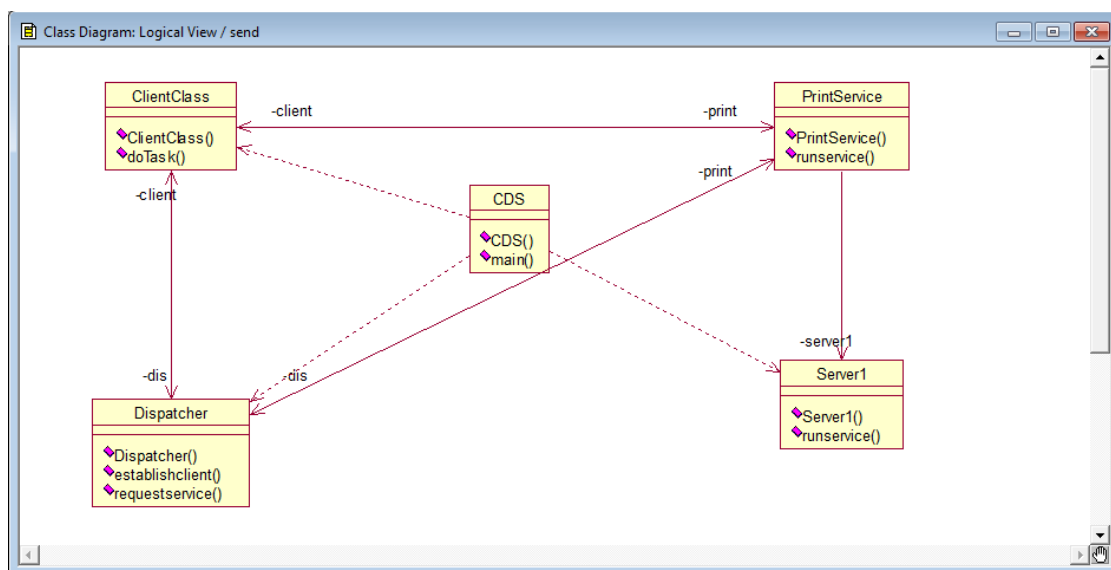 Class Diagram: Logical View / send
ClientClass
ClientClass()
doTask()
-client
-print
PrintService
PrintService()
runservice()
-client
-print
CDS
CDS()
main()
-dis
-dis
-server1
Dispatcher
Dispatcher()
establishclient()
requestservice()
Server1
Server1()
runservice()